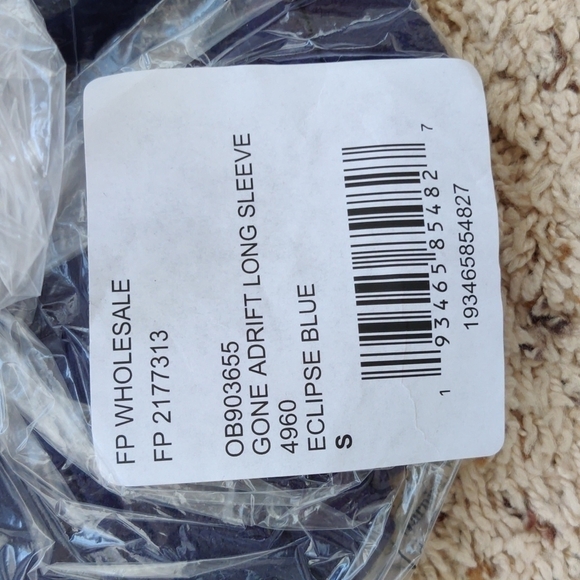 FP WHOLESALE
FP 2177313
OB903655
GONE ADRIFT LONG SLEEVE
4960
ECLIPSE BLUE
S
1 93465 85482 7
193465854827